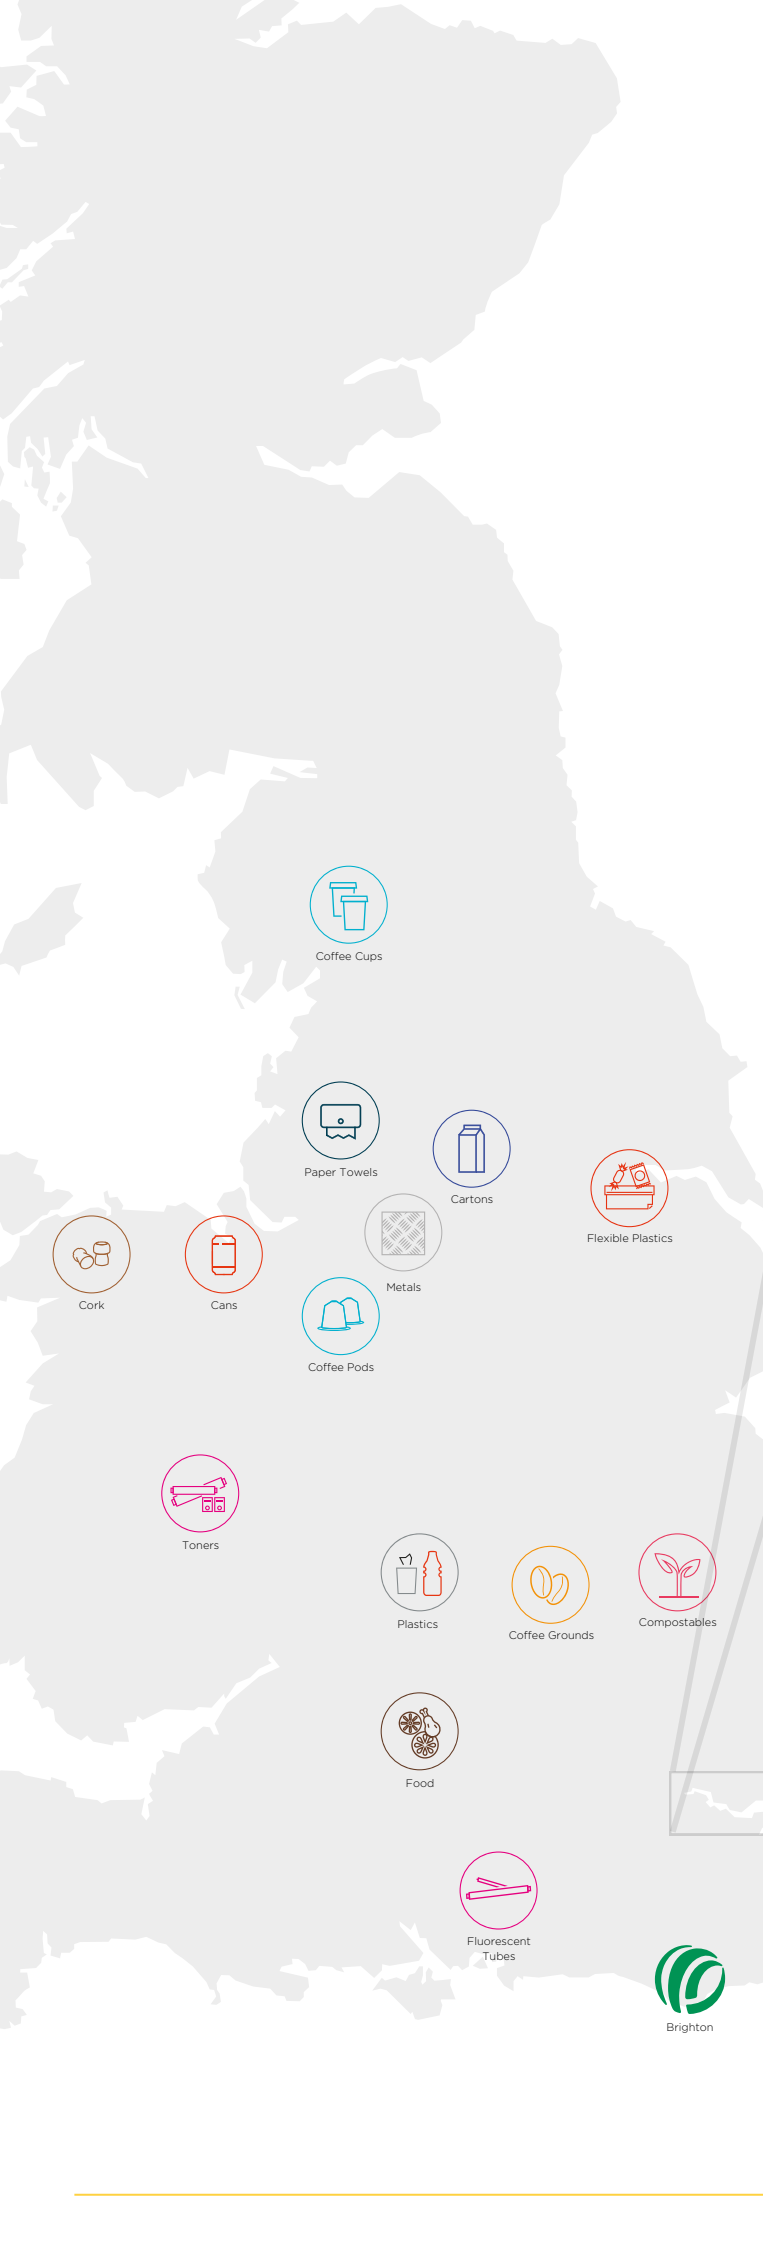 Coffee Cups
Paper Towels
Cartons
Flexible Plastics
Metals
Cork
Cans
Coffee Pods
Toners
Plastics
Coffee Grounds
Compostables
Food
Fluorescent
Tubes
Brighton